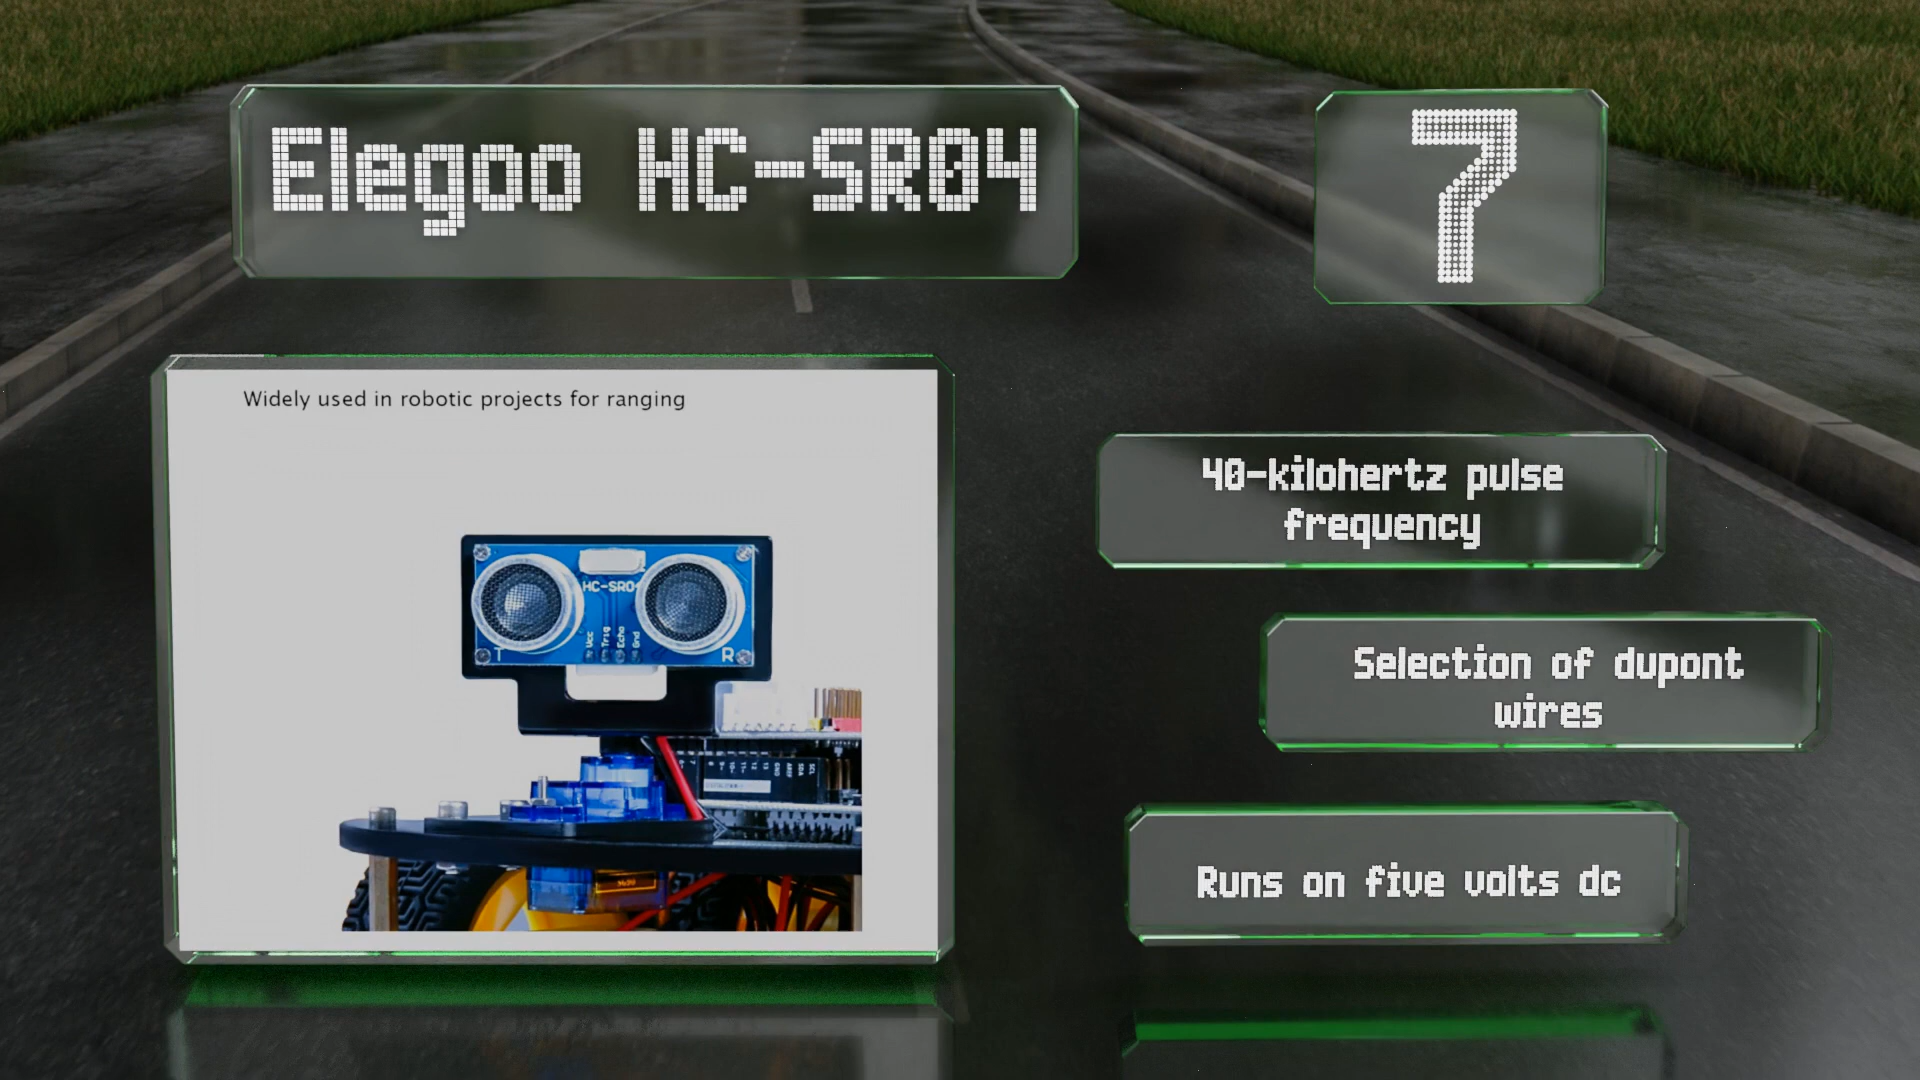 Elegoo HC-SR04
7
Widely used in robotic projects for ranging
HC-SR04
Vcc
Trig
Echo
Gnd
T
R
40-kilohertz pulse
frequency
Selection of dupont
wires
Runs on five volts dc